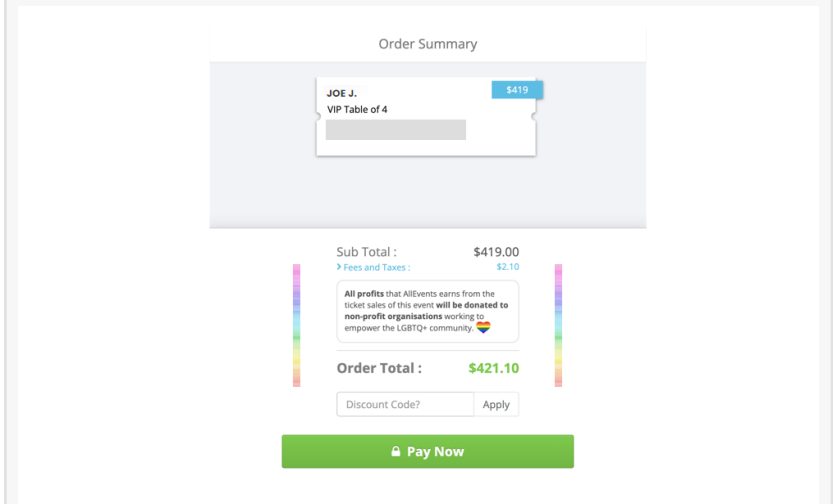 Order Summary
JOE J.
$419
VIP Table of 4
Sub Total : $419.00
Fees and Taxes : $2.10
All profits that AllEvents earns from the
ticket sales of this event will be donated to
non-profit organisations working to
empower the LGBTQ+ community.
Order Total : $421.10
Discount Code? Apply
Pay Now